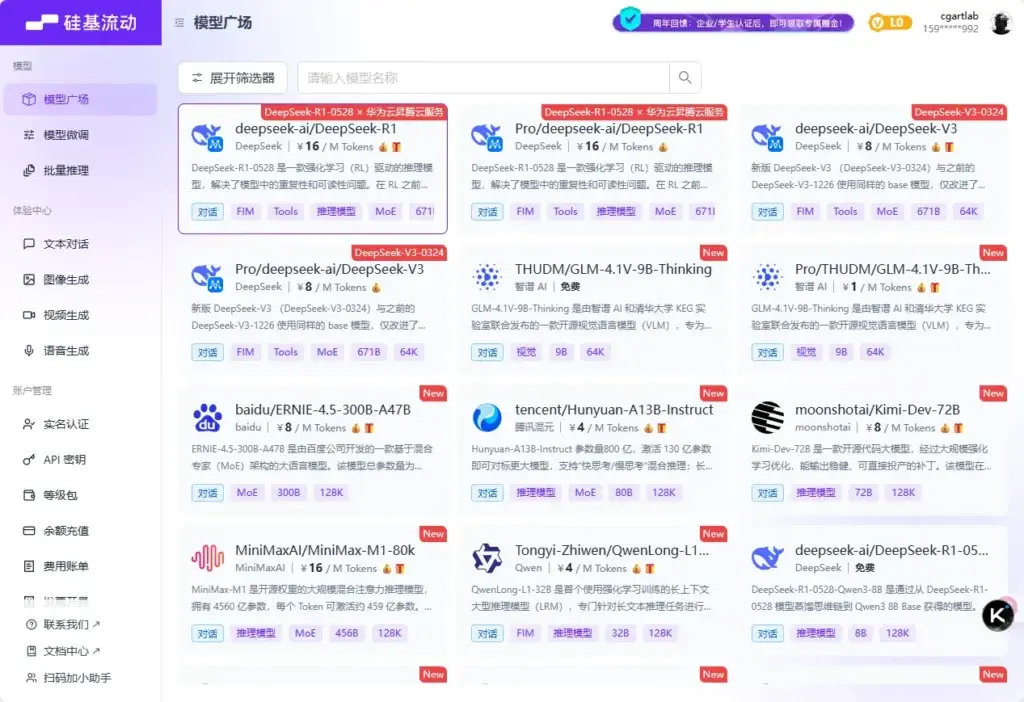 硅基流动
模型广场
周年回馈：企业/学生认证后，即可领取专属赠金！
L0
cgartlab
159*****992
模型
模型广场
模型微调
批量推理
体验中心
文本对话
图像生成
视频生成
语音生成
账户管理
实名认证
API 密钥
等级包
余额充值
费用账单
联系我们
文档中心
扫码加小助手
展开筛选器
请输入模型名称
DeepSeek-R1-0528 × 华为云昇腾云服务
deepseek-ai/DeepSeek-R1
DeepSeek | ￥16 / M Tokens
DeepSeek-R1-0528 是一款强化学习（RL）驱动的推理模
型，解决了模型中的重复性和可读性问题。在 RL 之前...
对话 FIM Tools 推理模型 MoE 671
DeepSeek-R1-0528 × 华为云昇腾云服务
Pro/deepseek-ai/DeepSeek-R1
DeepSeek | ￥16 / M Tokens
DeepSeek-R1-0528 是一款强化学习（RL）驱动的推理模
型，解决了模型中的重复性和可读性问题。在 RL 之前...
对话 FIM Tools 推理模型 MoE 671
DeepSeek-V3-0324
deepseek-ai/DeepSeek-V3
DeepSeek | ￥8 / M Tokens
新版 DeepSeek-V3 （DeepSeek-V3-0324）与之前的
DeepSeek-V3-1226 使用同样的 base 模型，仅改进了...
对话 FIM Tools MoE 671B 64K
DeepSeek-V3-0324
Pro/deepseek-ai/DeepSeek-V3
DeepSeek | ￥8 / M Tokens
新版 DeepSeek-V3 （DeepSeek-V3-0324）与之前的
DeepSeek-V3-1226 使用同样的 base 模型，仅改进了...
对话 FIM Tools MoE 671B 64K
New
THUDM/GLM-4.1V-9B-Thinking
智谱 AI | 免费
GLM-4.1V-9B-Thinking 是由智谱 AI 和清华大学 KEG 实
验室联合发布的一款开源视觉语言模型（VLM），专为...
对话 视觉 9B 64K
New
Pro/THUDM/GLM-4.1V-9B-Th...
智谱 AI | ￥1 / M Tokens
GLM-4.1V-9B-Thinking 是由智谱 AI 和清华大学 KEG 实
验室联合发布的一款开源视觉语言模型（VLM），专为...
对话 视觉 9B 64K
New
baidu/ERNIE-4.5-300B-A47B
baidu | ￥8 / M Tokens
ERNIE-4.5-300B-A47B 是由百度公司开发的一款基于混合
专家（MoE）架构的大语言模型。该模型总参数量为...
对话 MoE 300B 128K
New
tencent/Hunyuan-A13B-Instruct
腾讯混元 | ￥4 / M Tokens
Hunyuan-A13B-Instruct 参数量800 亿，激活 130 亿参数
即可对标更大模型，支持“快思考/慢思考”混合推理；长...
对话 推理模型 MoE 80B 128K
New
moonshotai/Kimi-Dev-72B
moonshotai | ￥8 / M Tokens
Kimi-Dev-72B 是一款开源代码大模型，经过大规模强化
学习优化，能输出稳健、可直接投产的补丁。该模型在...
对话 推理模型 72B 128K
New
MiniMaxAI/MiniMax-M1-80k
MiniMaxAI | ￥16 / M Tokens
MiniMax-M1 是开源权重的大规模混合注意力推理模型，
拥有 4560 亿参数，每个 Token 可激活约 459 亿参数。...
对话 推理模型 MoE 456B 128K
New
Tongyi-Zhiwen/QwenLong-L1...
Qwen | ￥4 / M Tokens
QwenLong-L1-32B 是首个使用强化学习训练的长上下文
大型推理模型（LRM），专门针对长文本推理任务进行...
对话 FIM 推理模型 32B 128K
deepseek-ai/DeepSeek-R1-05...
DeepSeek | 免费
DeepSeek-R1-0528-Qwen3-8B 是通过从 DeepSeek-R1-
0528 模型蒸馏思维链到 Qwen3 8B Base 获得的模型。
对话 推理模型 8B 128K
New
New
New